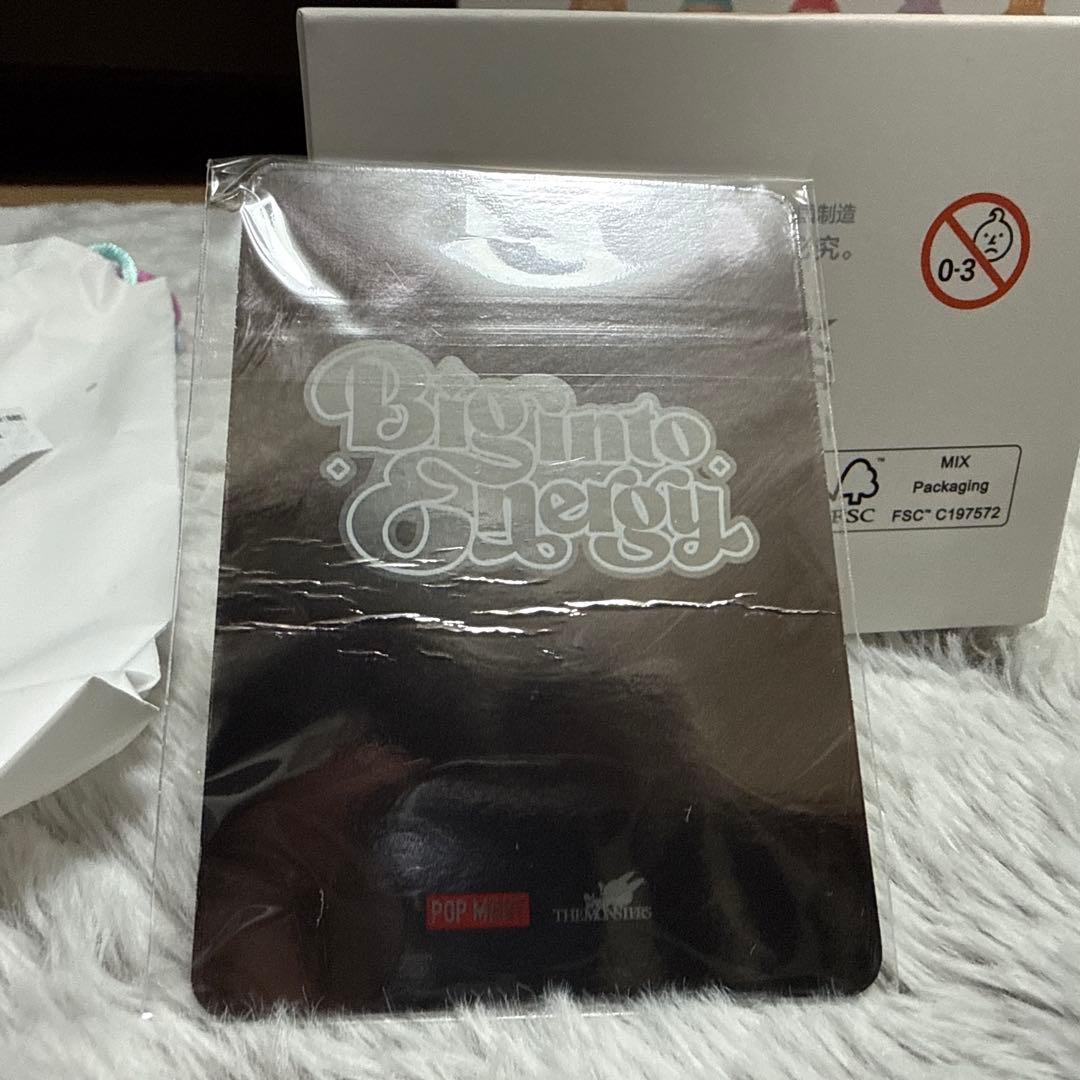 制造
究。
0-3
Big into
Energy
MIX
Packaging
FSC
FSC™ C197572
POP MART
THE MONSTERS